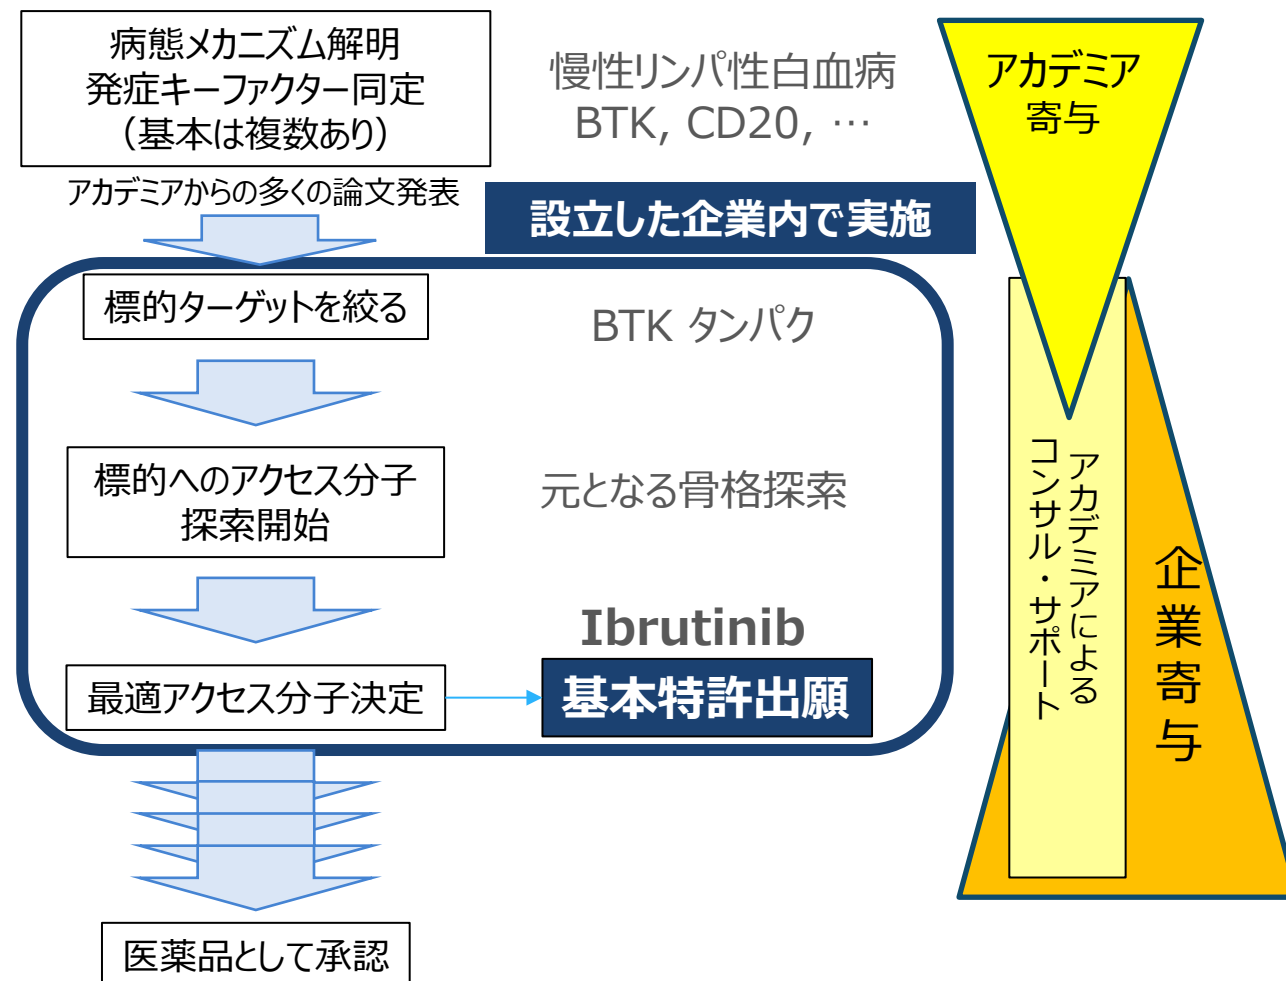 病態メカニズム解明
発症キーファクター同定
（基本は複数あり）
慢性リンパ性白血病
BTK, CD20, …
アカデミア
寄与
アカデミアからの多くの論文発表
設立した企業内で実施
標的ターゲットを絞る
BTK タンパク
標的へのアクセス分子
探索開始
元となる骨格探索
アカデミアによる
コンサル・サポート
企業寄与
Ibrutinib
最適アクセス分子決定
基本特許出願
医薬品として承認